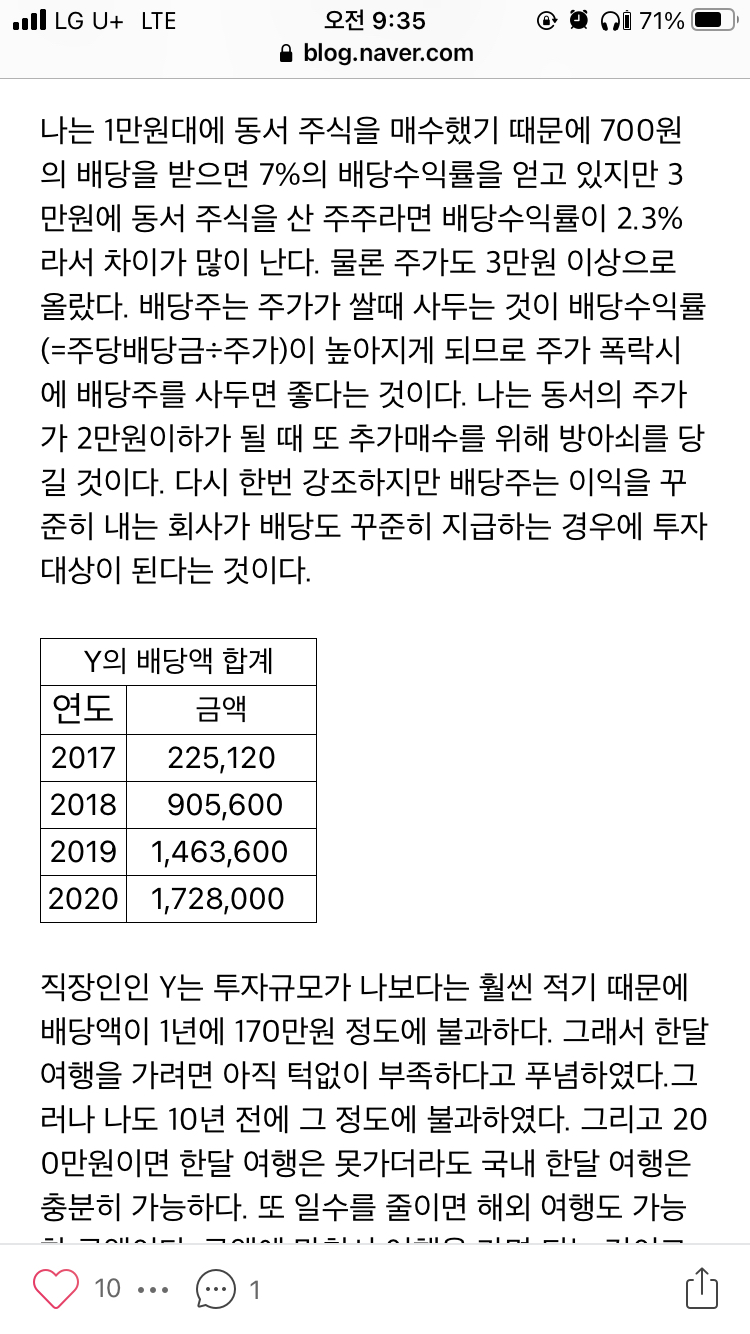 LG U+ LTE 오전 9:35 71%
blog.naver.com
나는 1만원대에 동서 주식을 매수했기 때문에 700원
의 배당을 받으면 7%의 배당수익률을 얻고 있지만 3
만원에 동서 주식을 산 주주라면 배당수익률이 2.3%
라서 차이가 많이 난다. 물론 주가도 3만원 이상으로
올랐다. 배당주는 주가가 쌀때 사두는 것이 배당수익률
(=주당배당금÷주가)이 높아지게 되므로 주가 폭락시
에 배당주를 사두면 좋다는 것이다. 나는 동서의 주가
가 2만원이하가 될 때 또 추가매수를 위해 방아쇠를 당
길 것이다. 다시 한번 강조하지만 배당주는 이익을 꾸
준히 내는 회사가 배당도 꾸준히 지급하는 경우에 투자
대상이 된다는 것이다.
Y의 배당액 합계
연도 금액
2017 225,120
2018 905,600
2019 1,463,600
2020 1,728,000
직장인인 Y는 투자규모가 나보다는 훨씬 적기 때문에
배당액이 1년에 170만원 정도에 불과하다. 그래서 한달
여행을 가려면 아직 턱없이 부족하다고 푸념하였다.그
러나 나도 10년 전에 그 정도에 불과하였다. 그리고 20
0만원이면 한달 여행은 못가더라도 국내 한달 여행은
충분히 가능하다. 또 일수를 줄이면 해외 여행도 가능
10 1